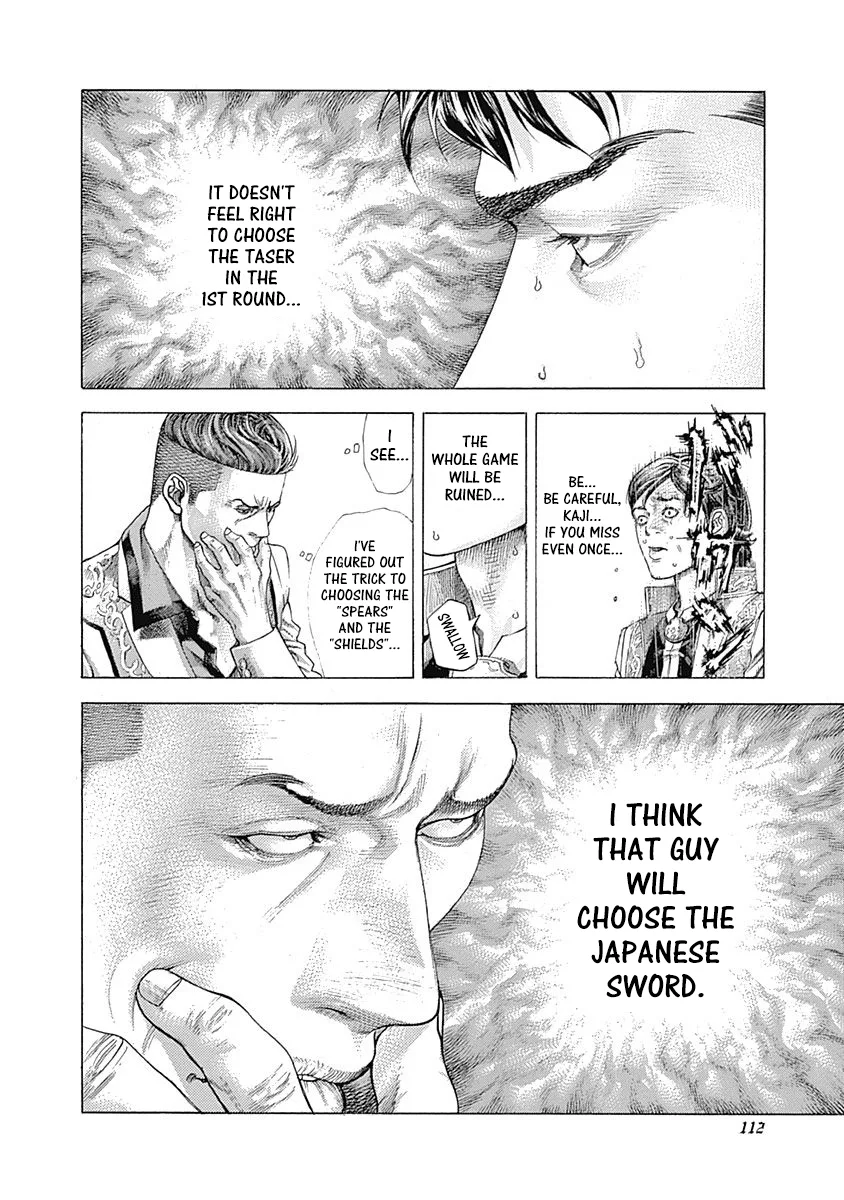 IT DOESN'T
FEEL RIGHT
TO CHOOSE
THE TASER
IN THE
1ST ROUND...
BE...
BE CAREFUL,
KAJI...
IF YOU MISS
EVEN ONCE...
THE
WHOLE GAME
WILL BE
RUINED...
SWALLOW
I
SEE...
I'VE
FIGURED OUT
THE TRICK TO
CHOOSING THE
"SPEARS"
AND THE
"SHIELDS"...
I THINK
THAT GUY
WILL
CHOOSE THE
JAPANESE
SWORD.
112